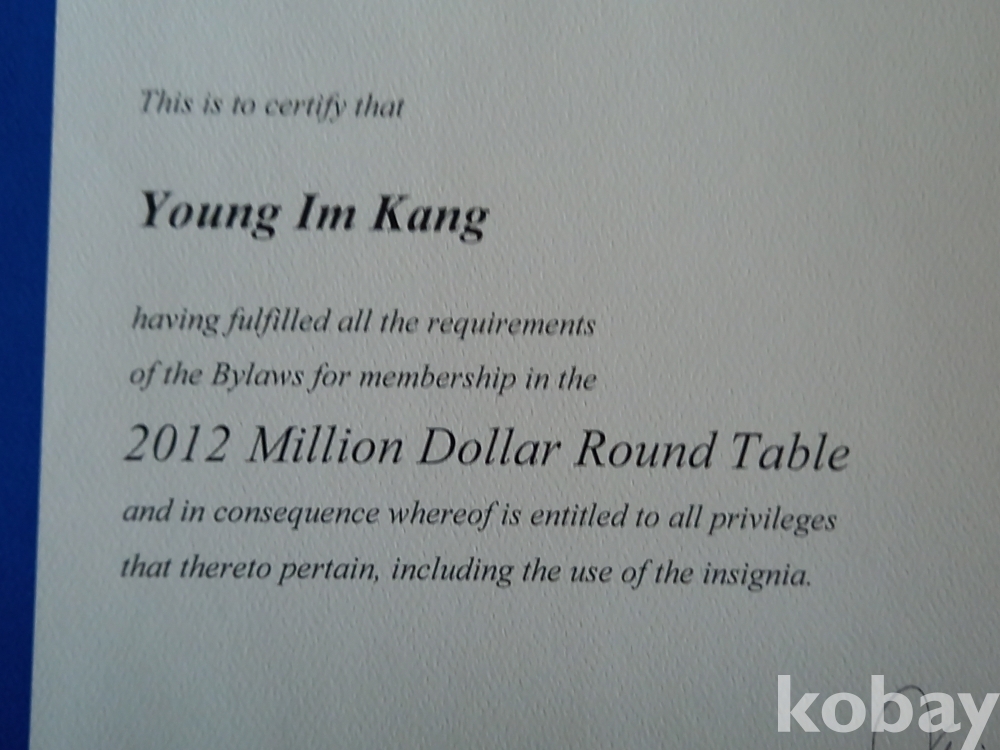 This is to certify that
Young Im Kang
having fulfilled all the requirements
of the Bylaws for membership in the
2012 Million Dollar Round Table
and in consequence whereof is entitled to all privileges
that thereto pertain, including the use of the insignia.
kobay